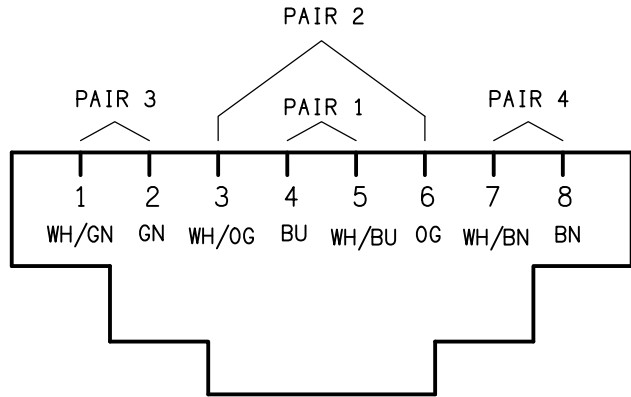 PAIR 2
PAIR 3 PAIR 1 PAIR 4
1 2 3 4 5 6 7 8
WH/GN GN WH/OG BU WH/BU OG WH/BN BN